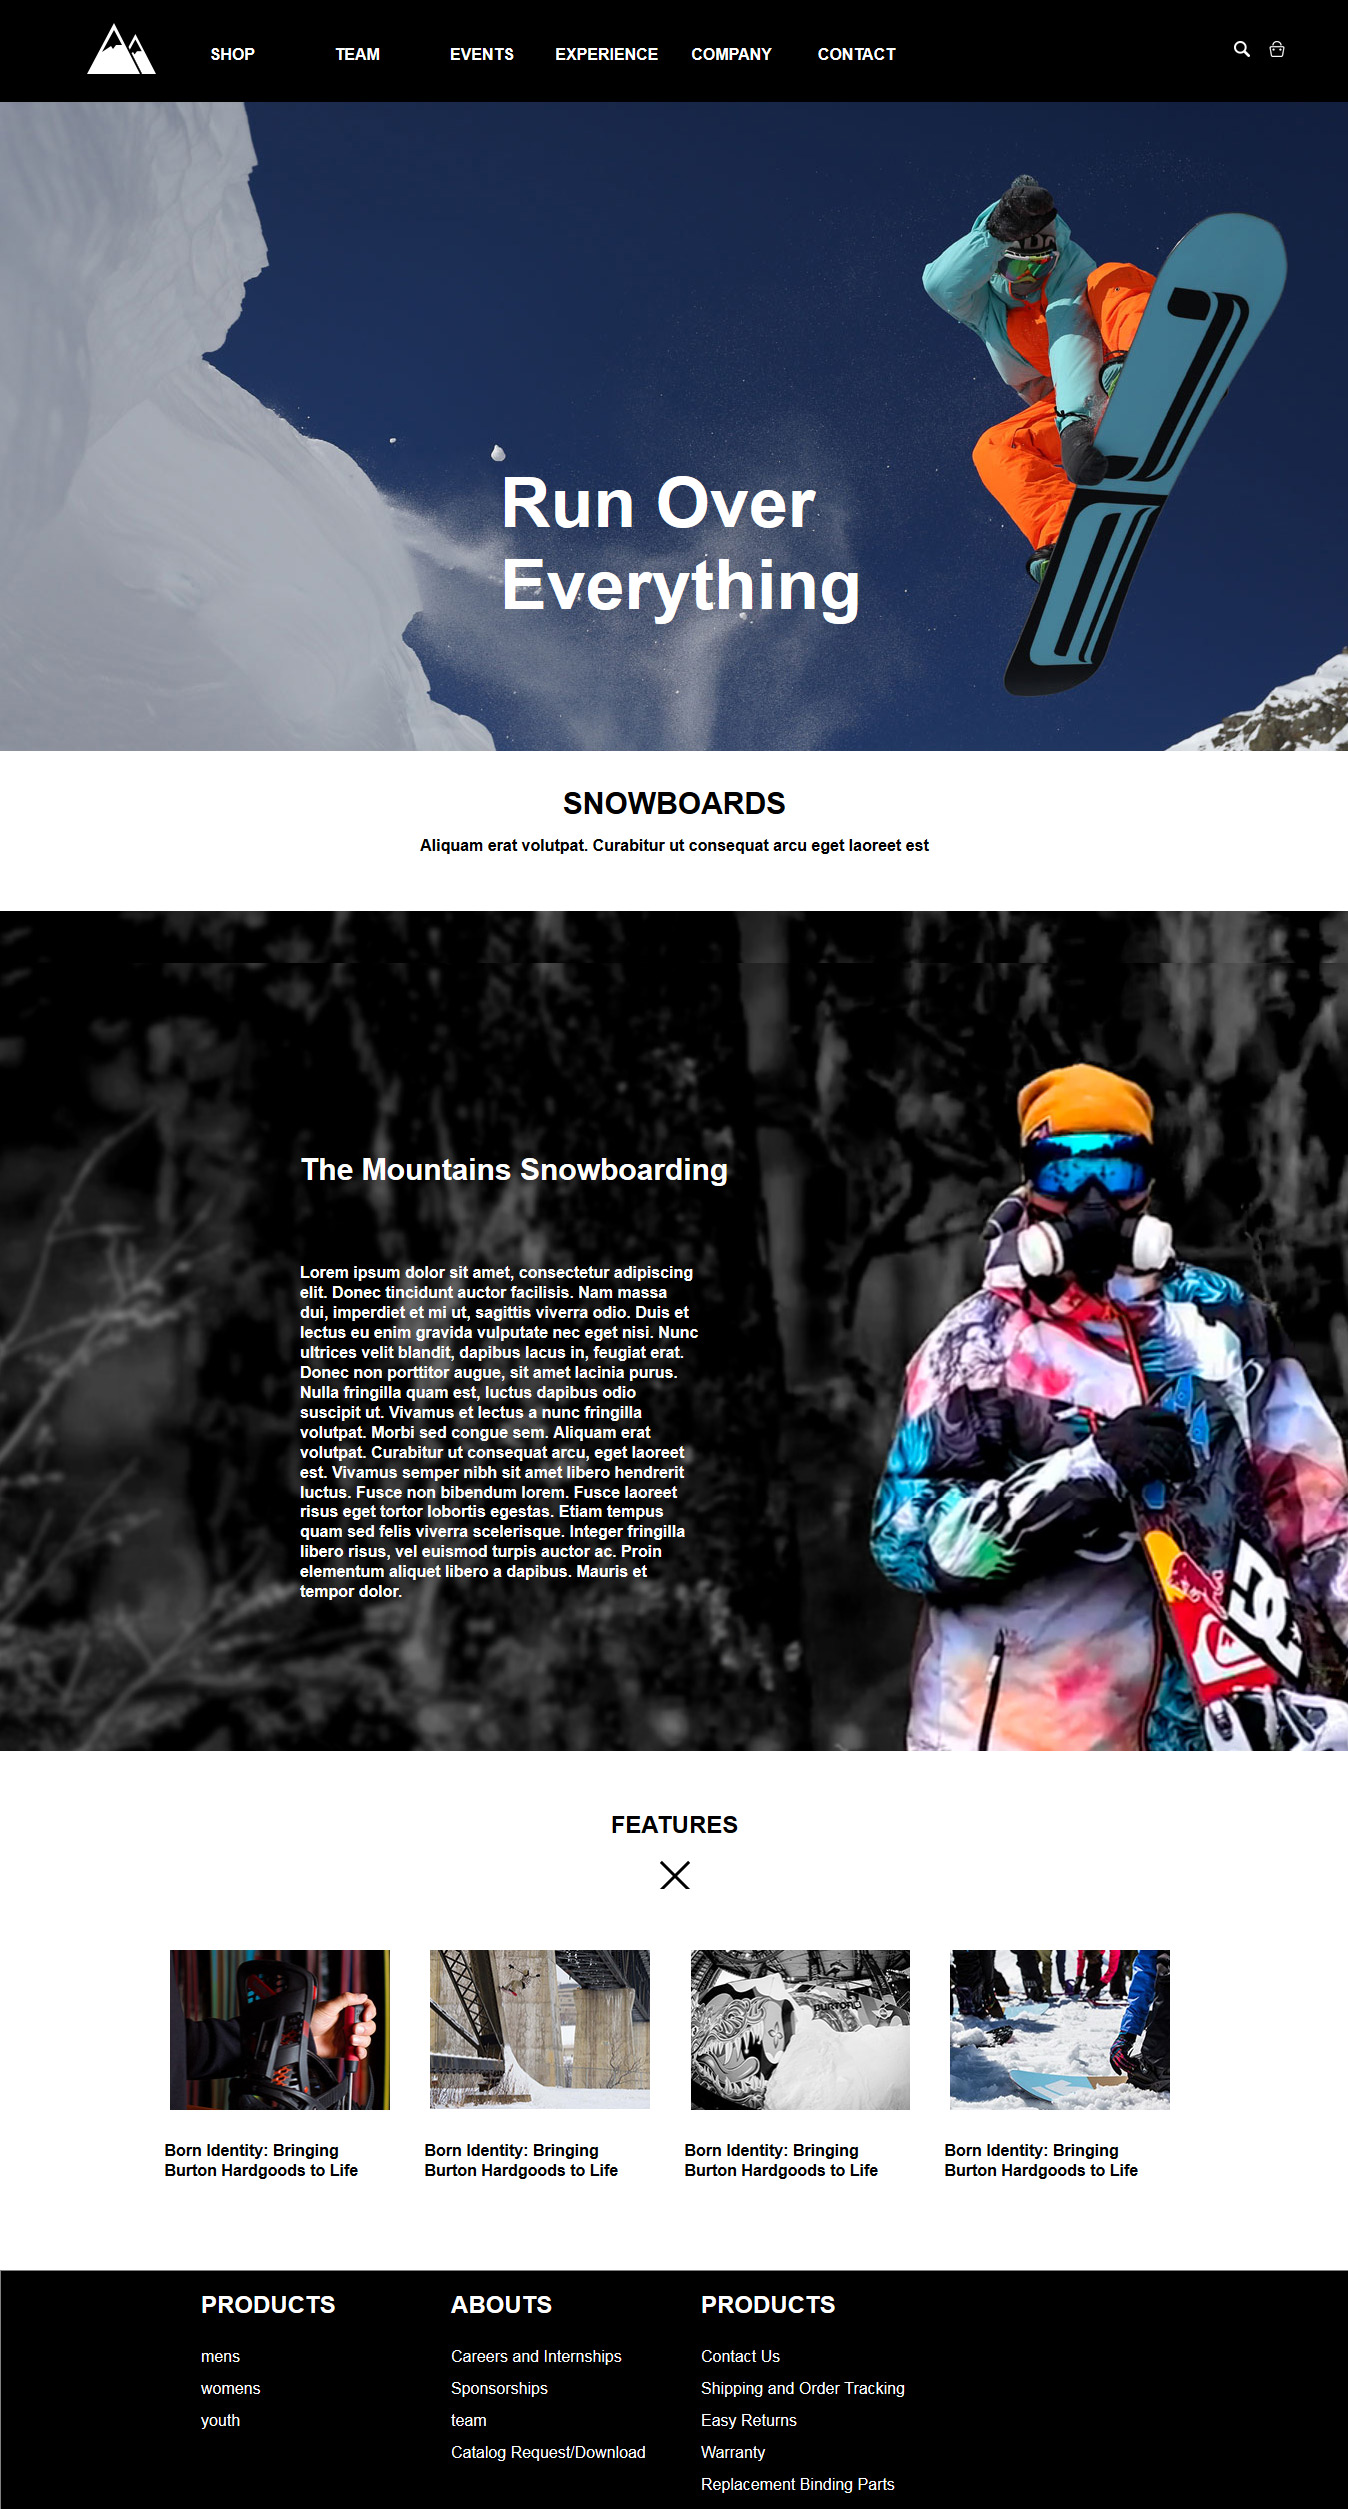 SHOP TEAM EVENTS EXPERIENCE COMPANY CONTACT
Run Over
Everything
SNOWBOARDS
Aliquam erat volutpat. Curabitur ut consequat arcu eget laoreet est
The Mountains Snowboarding
Lorem ipsum dolor sit amet, consectetur adipiscing
elit. Donec tincidunt auctor facilisis. Nam massa
dui, imperdiet et mi ut, sagittis viverra odio. Duis et
lectus eu enim gravida vulputate nec eget nisi. Nunc
ultrices velit blandit, dapibus lacus in, feugiat erat.
Donec non porttitor augue, sit amet lacinia purus.
Nulla fringilla quam est, luctus dapibus odio
suscipit ut. Vivamus et lectus a nunc fringilla
volutpat. Morbi sed congue sem. Aliquam erat
volutpat. Curabitur ut consequat arcu, eget laoreet
est. Vivamus semper nibh sit amet libero hendrerit
luctus. Fusce non bibendum lorem. Fusce laoreet
risus eget tortor lobortis egestas. Etiam tempus
quam sed felis viverra scelerisque. Integer fringilla
libero risus, vel euismod turpis auctor ac. Proin
elementum aliquet libero a dapibus. Mauris et
tempor dolor.
DC
FEATURES
BURTON
Born Identity: Bringing
Burton Hardgoods to Life
Born Identity: Bringing
Burton Hardgoods to Life
Born Identity: Bringing
Burton Hardgoods to Life
Born Identity: Bringing
Burton Hardgoods to Life
PRODUCTS
mens
womens
youth
ABOUTS
Careers and Internships
Sponsorships
team
Catalog Request/Download
PRODUCTS
Contact Us
Shipping and Order Tracking
Easy Returns
Warranty
Replacement Binding Parts